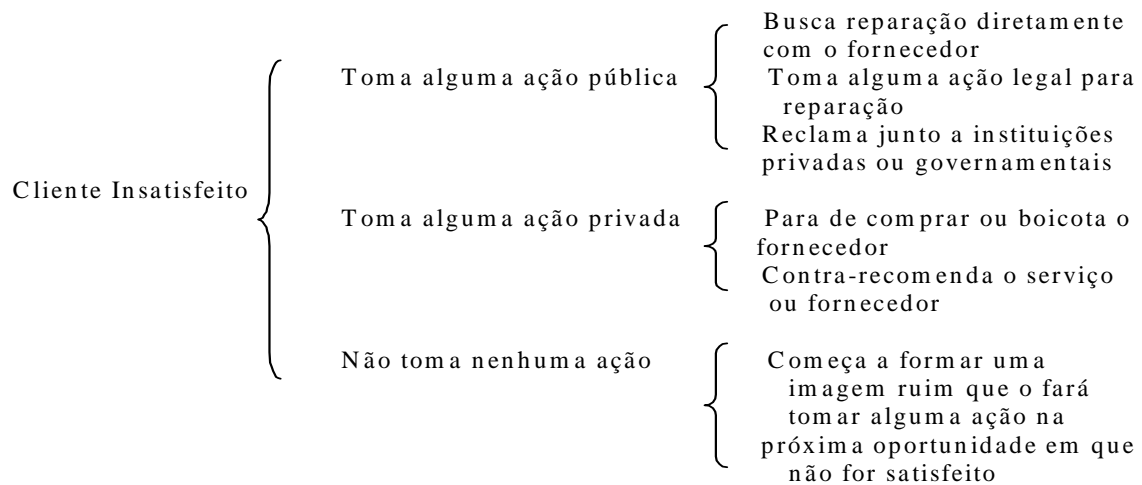 Cliente Insatisfeito
Toma alguma ação pública
Busca reparação diretamente
com o fornecedor
Toma alguma ação legal para
reparação
Reclama junto a instituições
privadas ou governamentais
Toma alguma ação privada
Para de comprar ou boicota o
fornecedor
Contra-recomenda o serviço
ou fornecedor
Não toma nenhuma ação
Começa a formar uma
imagem ruim que o fará
tomar alguma ação na
próxima oportunidade em que
não for satisfeito